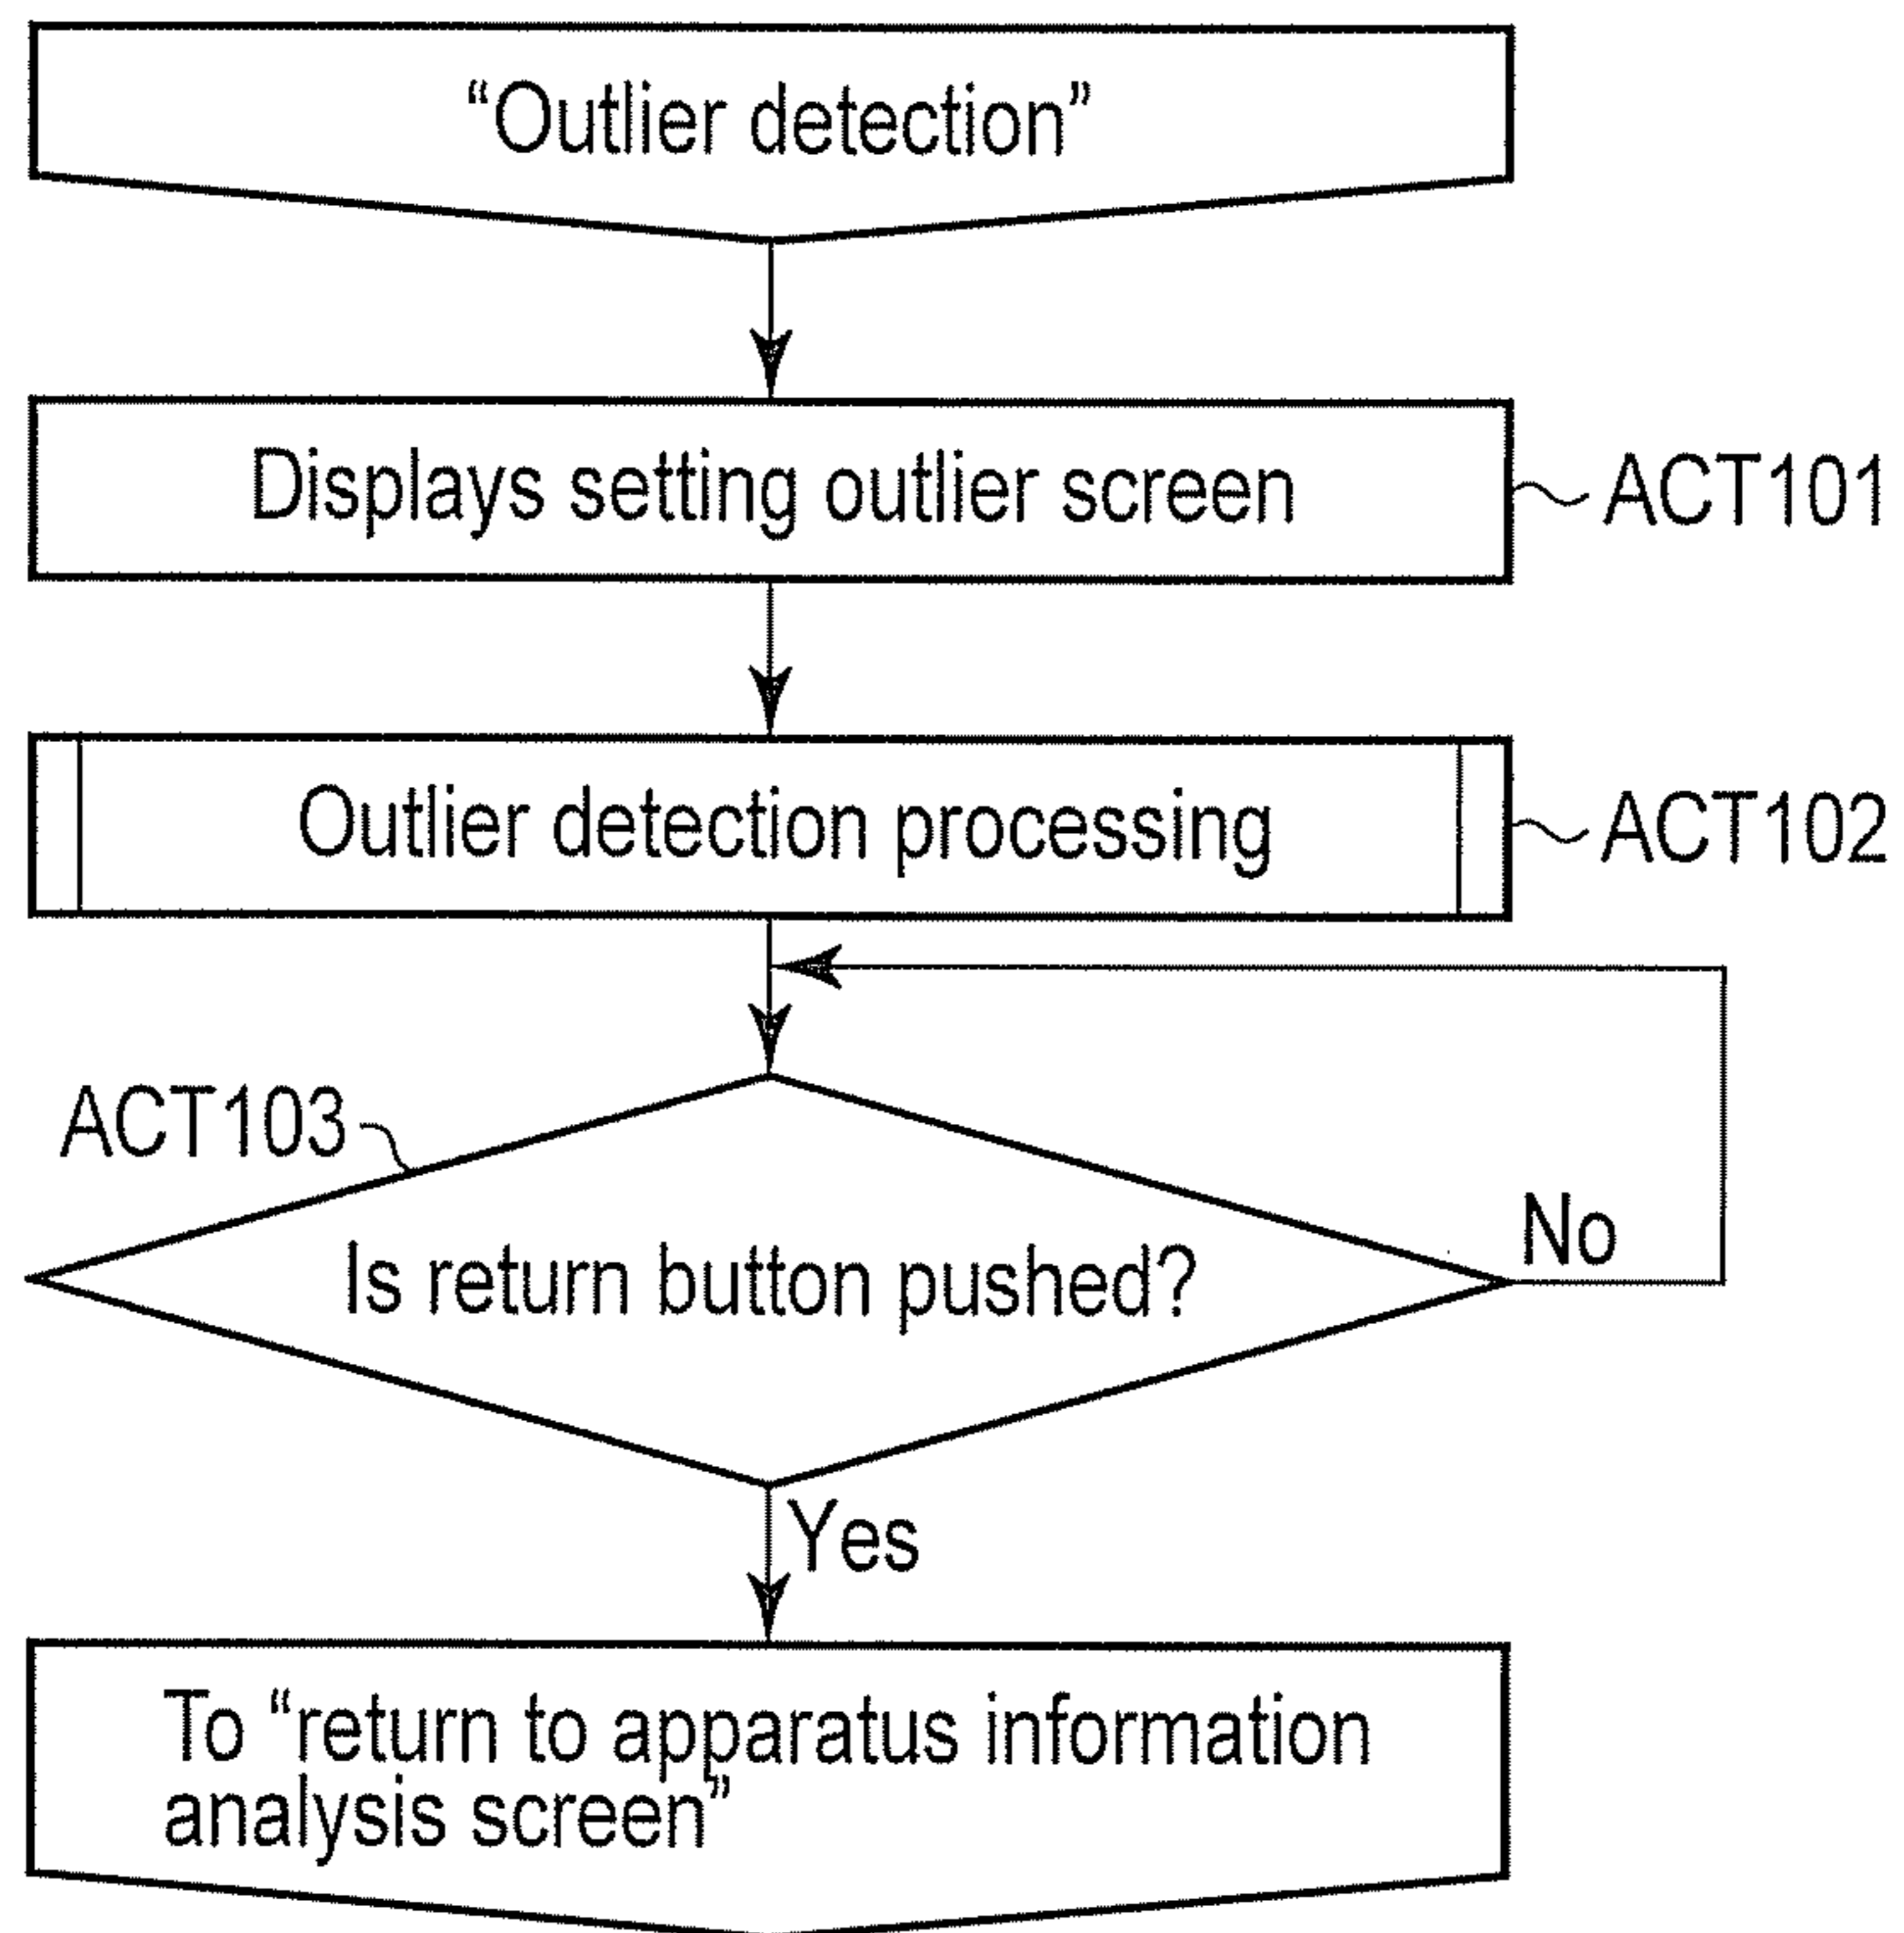 “Outlier detection”
Displays setting outlier screen
ACT101
Outlier detection processing
ACT102
ACT103
Is return button pushed?
No
Yes
To “return to apparatus information
analysis screen”